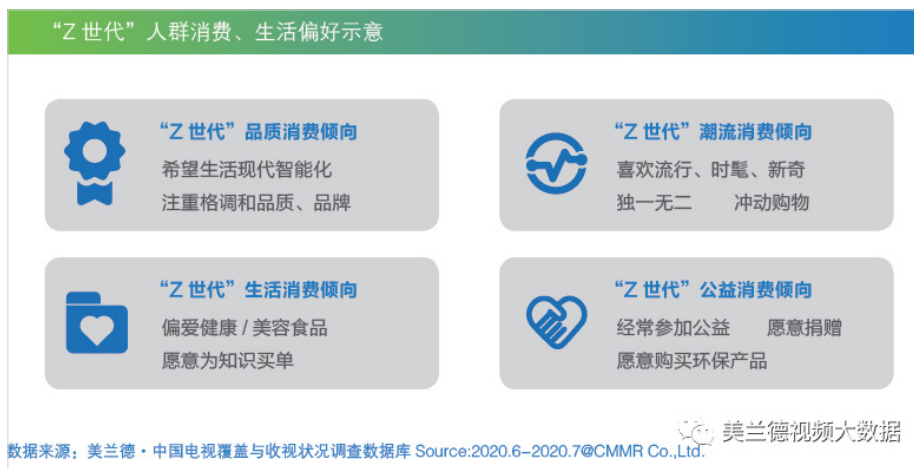 “Z 世代”人群消费、生活偏好示意
“Z 世代”品质消费倾向
希望生活现代智能化
注重格调和品质、品牌
“Z 世代”潮流消费倾向
喜欢流行、时髦、新奇
独一无二 冲动购物
“Z 世代”生活消费倾向
偏爱健康 / 美容食品
愿意为知识买单
“Z 世代”公益消费倾向
经常参加公益 愿意捐赠
愿意购买环保产品
美兰德视频大数据
数据来源：美兰德·中国电视覆盖与收视状况调查数据库 Source:2020.6-2020.7@CMMR Co.,Ltd.